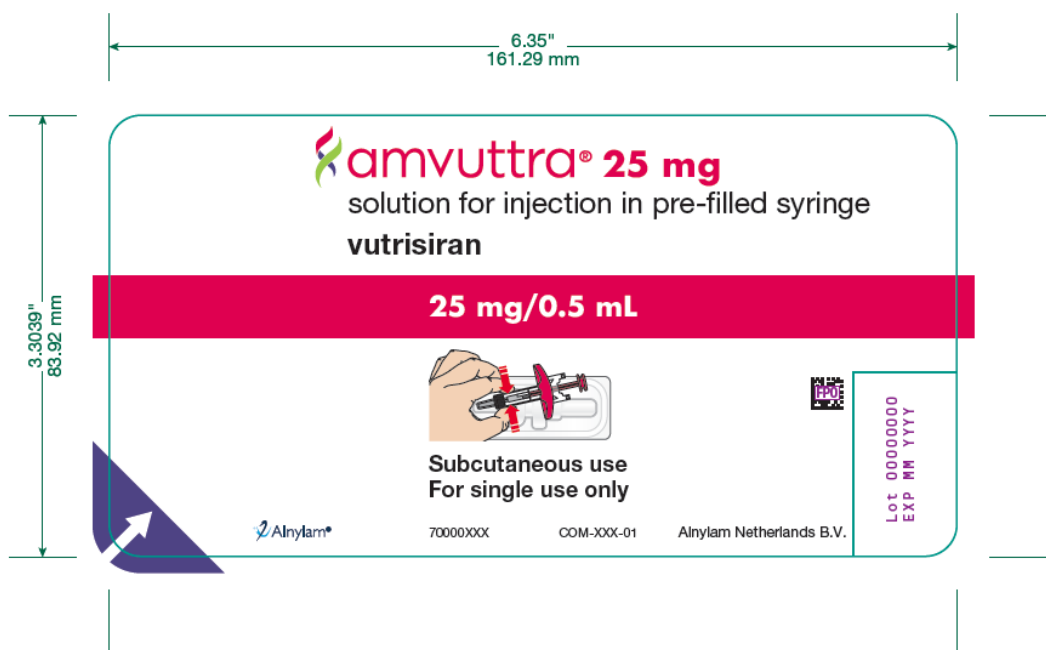 6.35"
161.29 mm
3.3039"
83.92 mm
amvuttra® 25 mg
solution for injection in pre-filled syringe
vutrisiran
25 mg/0.5 mL
FPO
Lot 00000000
EXP MM YYYY
Subcutaneous use
For single use only
Alnylam 70000XXX COM-XXX-01 Alnylam Netherlands B.V.